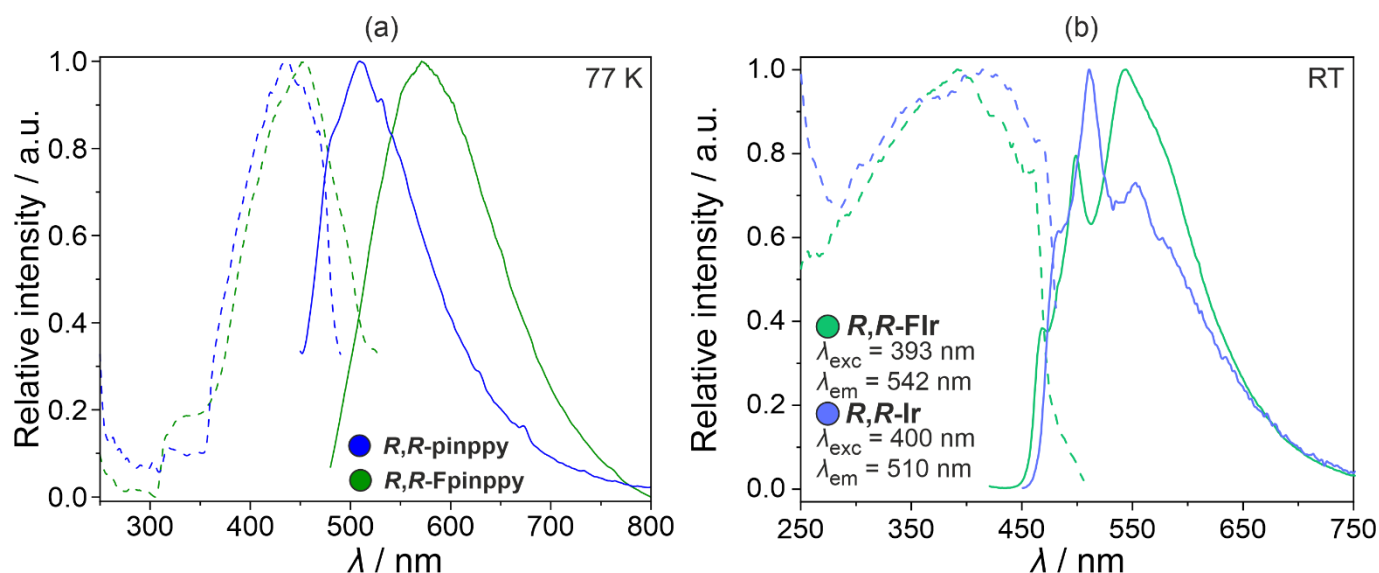 (a)
77 K
Relative intensity / a.u.
1.0
0.8
0.6
0.4
0.2
0.0
R,R-pinppy
R,R-Fpinppy
300 400 500 600 700 800
λ / nm
(b)
RT
Relative intensity / a.u.
1.0
0.8
0.6
0.4
0.2
0.0
R,R-FIr
λexc = 393 nm
λem = 542 nm
R,R-Ir
λexc = 400 nm
λem = 510 nm
250 350 450 550 650 750
λ / nm